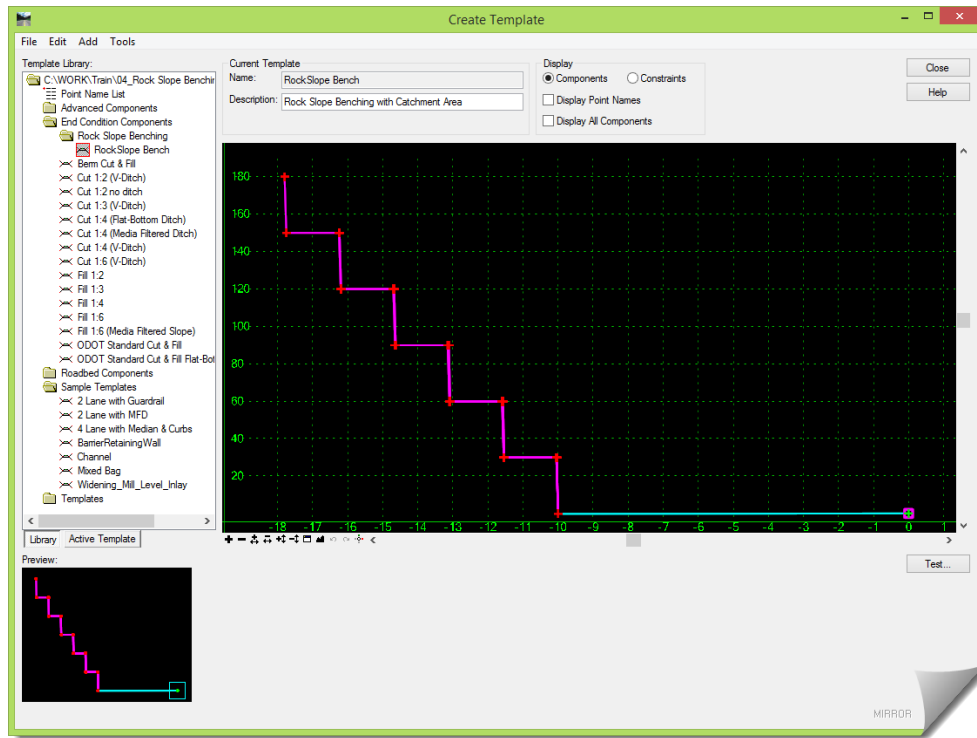 Create Template
File Edit Add Tools
Template Library:
C:\WORK\Train\04_Rock Slope Benchin
Point Name List
Advanced Components
End Condition Components
Rock Slope Benching
RockSlope Bench
Berm Cut & Fill
Cut 1:2 (V-Ditch)
Cut 1:2 no ditch
Cut 1:3 (V-Ditch)
Cut 1:4 (Flat-Bottom Ditch)
Cut 1:4 (Media Filtered Ditch)
Cut 1:4 (V-Ditch)
Cut 1:6 (V-Ditch)
Fill 1:2
Fill 1:3
Fill 1:4
Fill 1:6
Fill 1:6 (Media Filtered Slope)
ODOT Standard Cut & Fill
ODOT Standard Cut & Fill Flat-Bot
Roadbed Components
Sample Templates
2 Lane with Guardrail
2 Lane with MFD
4 Lane with Median & Curbs
BarrierRetainingWall
Channel
Mixed Bag
Widening_Mill_Level_Inlay
Templates
Library Active Template
Current Template
Name: RockSlope Bench
Description: Rock Slope Benching with Catchment Area
Display
Components Constraints
Display Point Names
Display All Components
Close
Help
180
160
140
120
100
80
60
40
20
-18 -17 -16 -15 -14 -13 -12 -11 -10 -9 -8 -7 -6 -5 -4 -3 -2 -1 0 1
Preview:
Test...
MIRROR